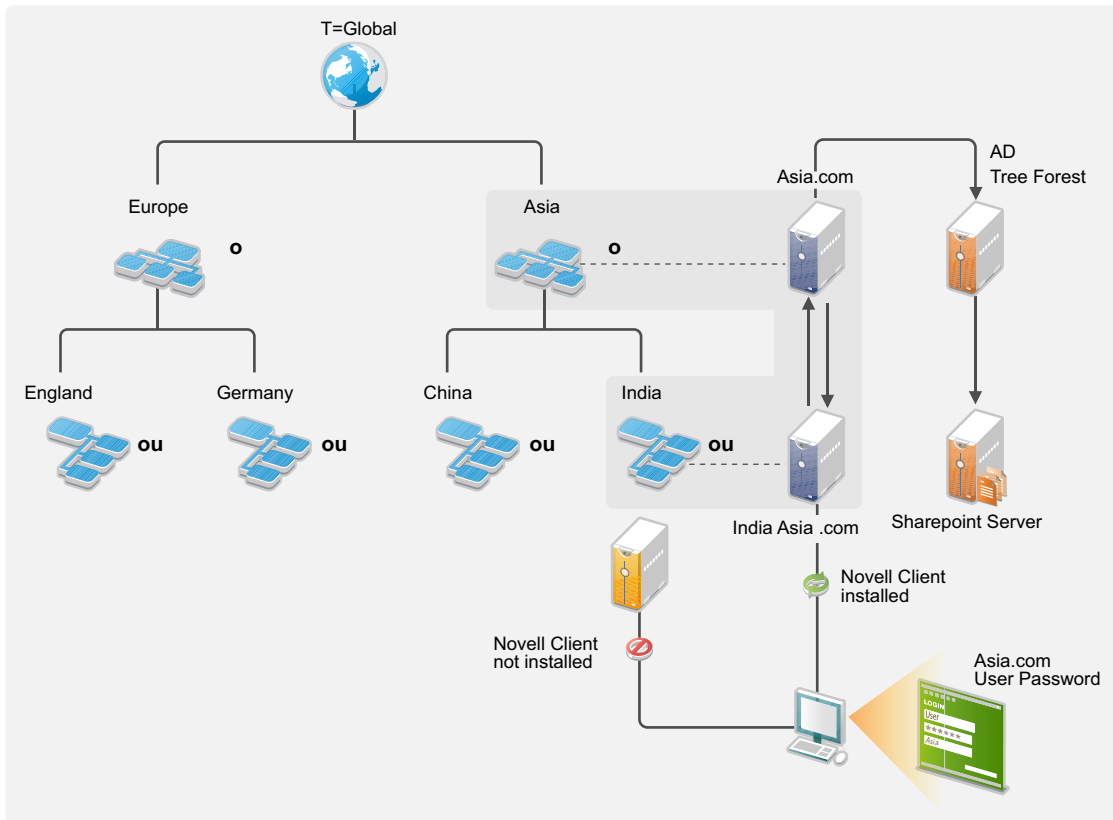 T=Global
AD
Tree Forest
Asia.com
Europe
Asia
o
o
England
Germany
China
India
ou
ou
ou
ou
India Asia .com
Sharepoint Server
Novell Client
installed
Novell Client
not installed
Asia.com
User Password
LOGIN
User
******
Asia